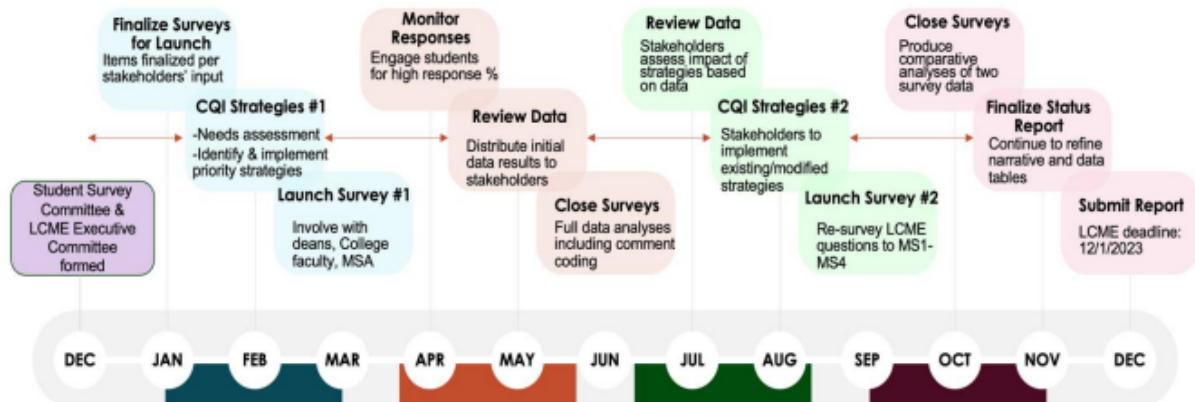 Finalize Surveys
for Launch
Items finalized per
stakeholders' input
CQI Strategies #1
-Needs assessment
-Identify & implement
priority strategies
Launch Survey #1
Involve with
deans, College
faculty, MSA
Student Survey
Committee &
LCME Executive
Committee
formed
Monitor
Responses
Engage students
for high response %
Review Data
Distribute initial
data results to
stakeholders
Close Surveys
Full data analyses
including comment
coding
Review Data
Stakeholders
assess impact of
strategies based
on data
CQI Strategies #2
Stakeholders to
implement
existing/modified
strategies
Launch Survey #2
Re-survey LCME
questions to MS1-
MS4
Close Surveys
Produce
comparative
analyses of two
survey data
Finalize Status
Report
Continue to refine
narrative and data
tables
Submit Report
LCME deadline:
12/1/2023
DEC JAN FEB MAR APR MAY JUN JUL AUG SEP OCT NOV DEC